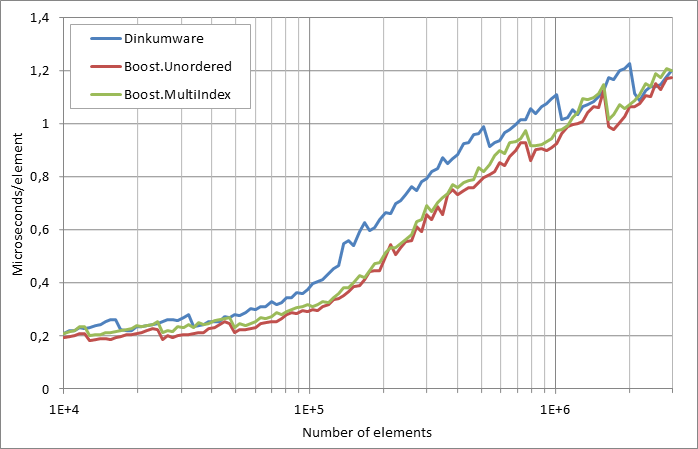 1,4
Dinkumware
Boost.Unordered
Boost.MultiIndex
1,2
1
0,8
0,6
0,4
0,2
0
Microseconds/element
1E+4 1E+5 1E+6
Number of elements